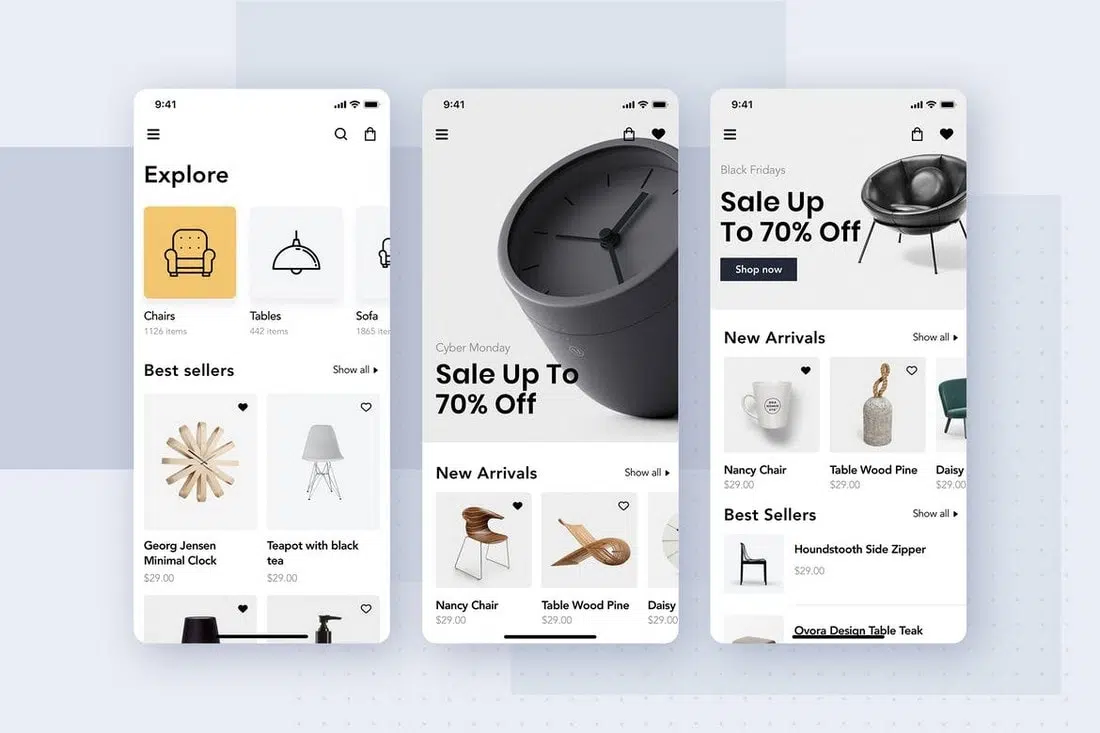 9:41
Explore
Chairs
1126 items
Tables
442 items
Sofa
1865
Best sellers
Show all
Georg Jensen
Minimal Clock
$29.00
Teapot with black
tea
$29.00
9:41
Cyber Monday
Sale Up To
70% Off
New Arrivals
Show all
Nancy Chair
$29.00
Table Wood Pine
$29.00
Daisy
$29.00
9:41
Black Fridays
Sale Up
To 70% Off
Shop now
New Arrivals
Show all
Nancy Chair
$29.00
Table Wood Pine
$29.00
Daisy
$29.00
Best Sellers
Show all
Houndstooth Side Zipper
$29.00
Ovora Design Table Teak